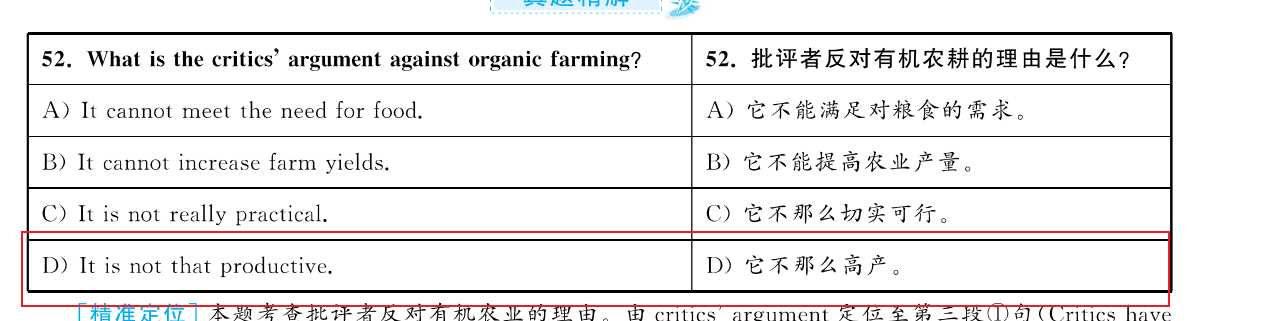 真题精解
52. What is the critics' argument against organic farming? 52. 批评者反对有机农耕的理由是什么?
A) It cannot meet the need for food. A) 它不能满足对粮食的需求。
B) It cannot increase farm yields. B) 它不能提高农业产量。
C) It is not really practical. C) 它不那么切实可行。
D) It is not that productive. D) 它不那么高产。
[精准定位] 本题考查批评者反对有机农业的理由。由 critics' argument 定位至第三段①句(Critics have